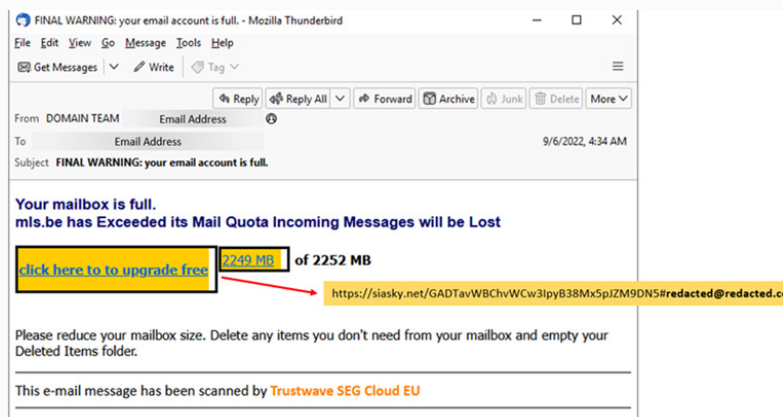 FINAL WARNING: your email account is full. - Mozilla Thunderbird
File Edit View Go Message Tools Help
Get Messages Write Tag
Reply Reply All Forward Archive Junk Delete More
From DOMAIN TEAM Email Address
To Email Address 9/6/2022, 4:34 AM
Subject FINAL WARNING: your email account is full.
Your mailbox is full.
mls.be has Exceeded its Mail Quota Incoming Messages will be Lost
click here to to upgrade free 2249 MB of 2252 MB
https://siasky.net/GADTavWBChvWCw3IpyB38Mx5pJZM9DN5#redacted@redacted.co
Please reduce your mailbox size. Delete any items you don't need from your mailbox and empty your
Deleted Items folder.
This e-mail message has been scanned by Trustwave SEG Cloud EU